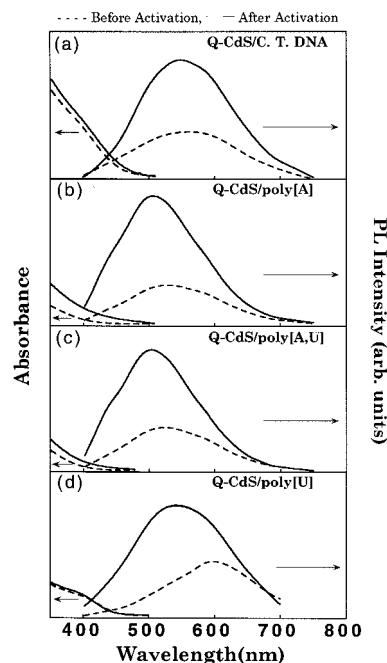 ---- Before Activation, — After Activation
(a)
Q-CdS/C. T. DNA
(b)
Q-CdS/poly[A]
(c)
Q-CdS/poly[A,U]
(d)
Q-CdS/poly[U]
Absorbance
PL Intensity (arb. units)
400 500 600 700 800
Wavelength(nm)